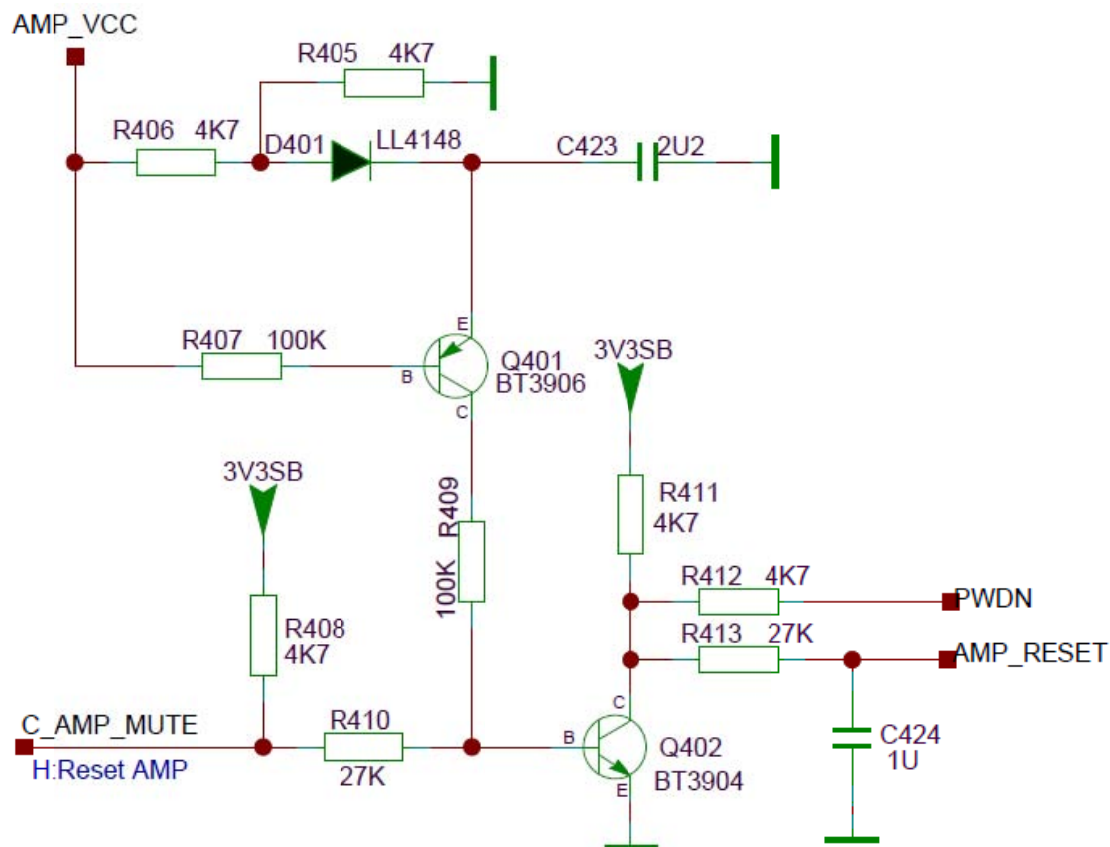 AMP_VCC
R405 4K7
R406 4K7
D401 LL4148
C423 2U2
R407 100K
E
B
C
Q401
BT3906
3V3SB
3V3SB
R409
100K
R411
4K7
R412 4K7
PWDN
R408
4K7
R413 27K
AMP_RESET
C_AMP_MUTE
H:Reset AMP
R410
27K
B
C
E
Q402
BT3904
C424
1U